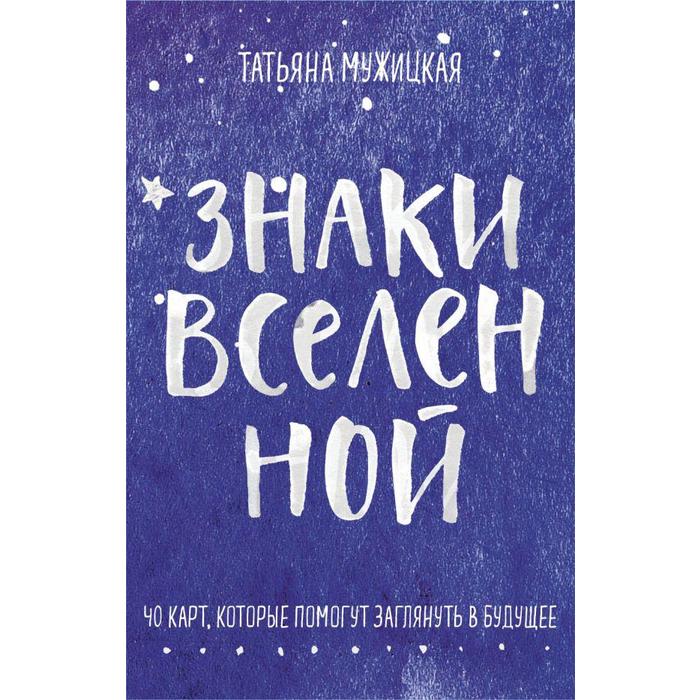 ТАТЬЯНА МУЖИЦКАЯ
ЗНАКИ
ВСЕЛЕН
НОЙ
40 КАРТ, КОТОРЫЕ ПОМОГУТ ЗАГЛЯНУТЬ В БУДУЩЕЕ